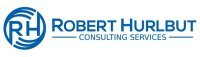 RH
ROBERT HURLBUT
CONSULTING SERVICES